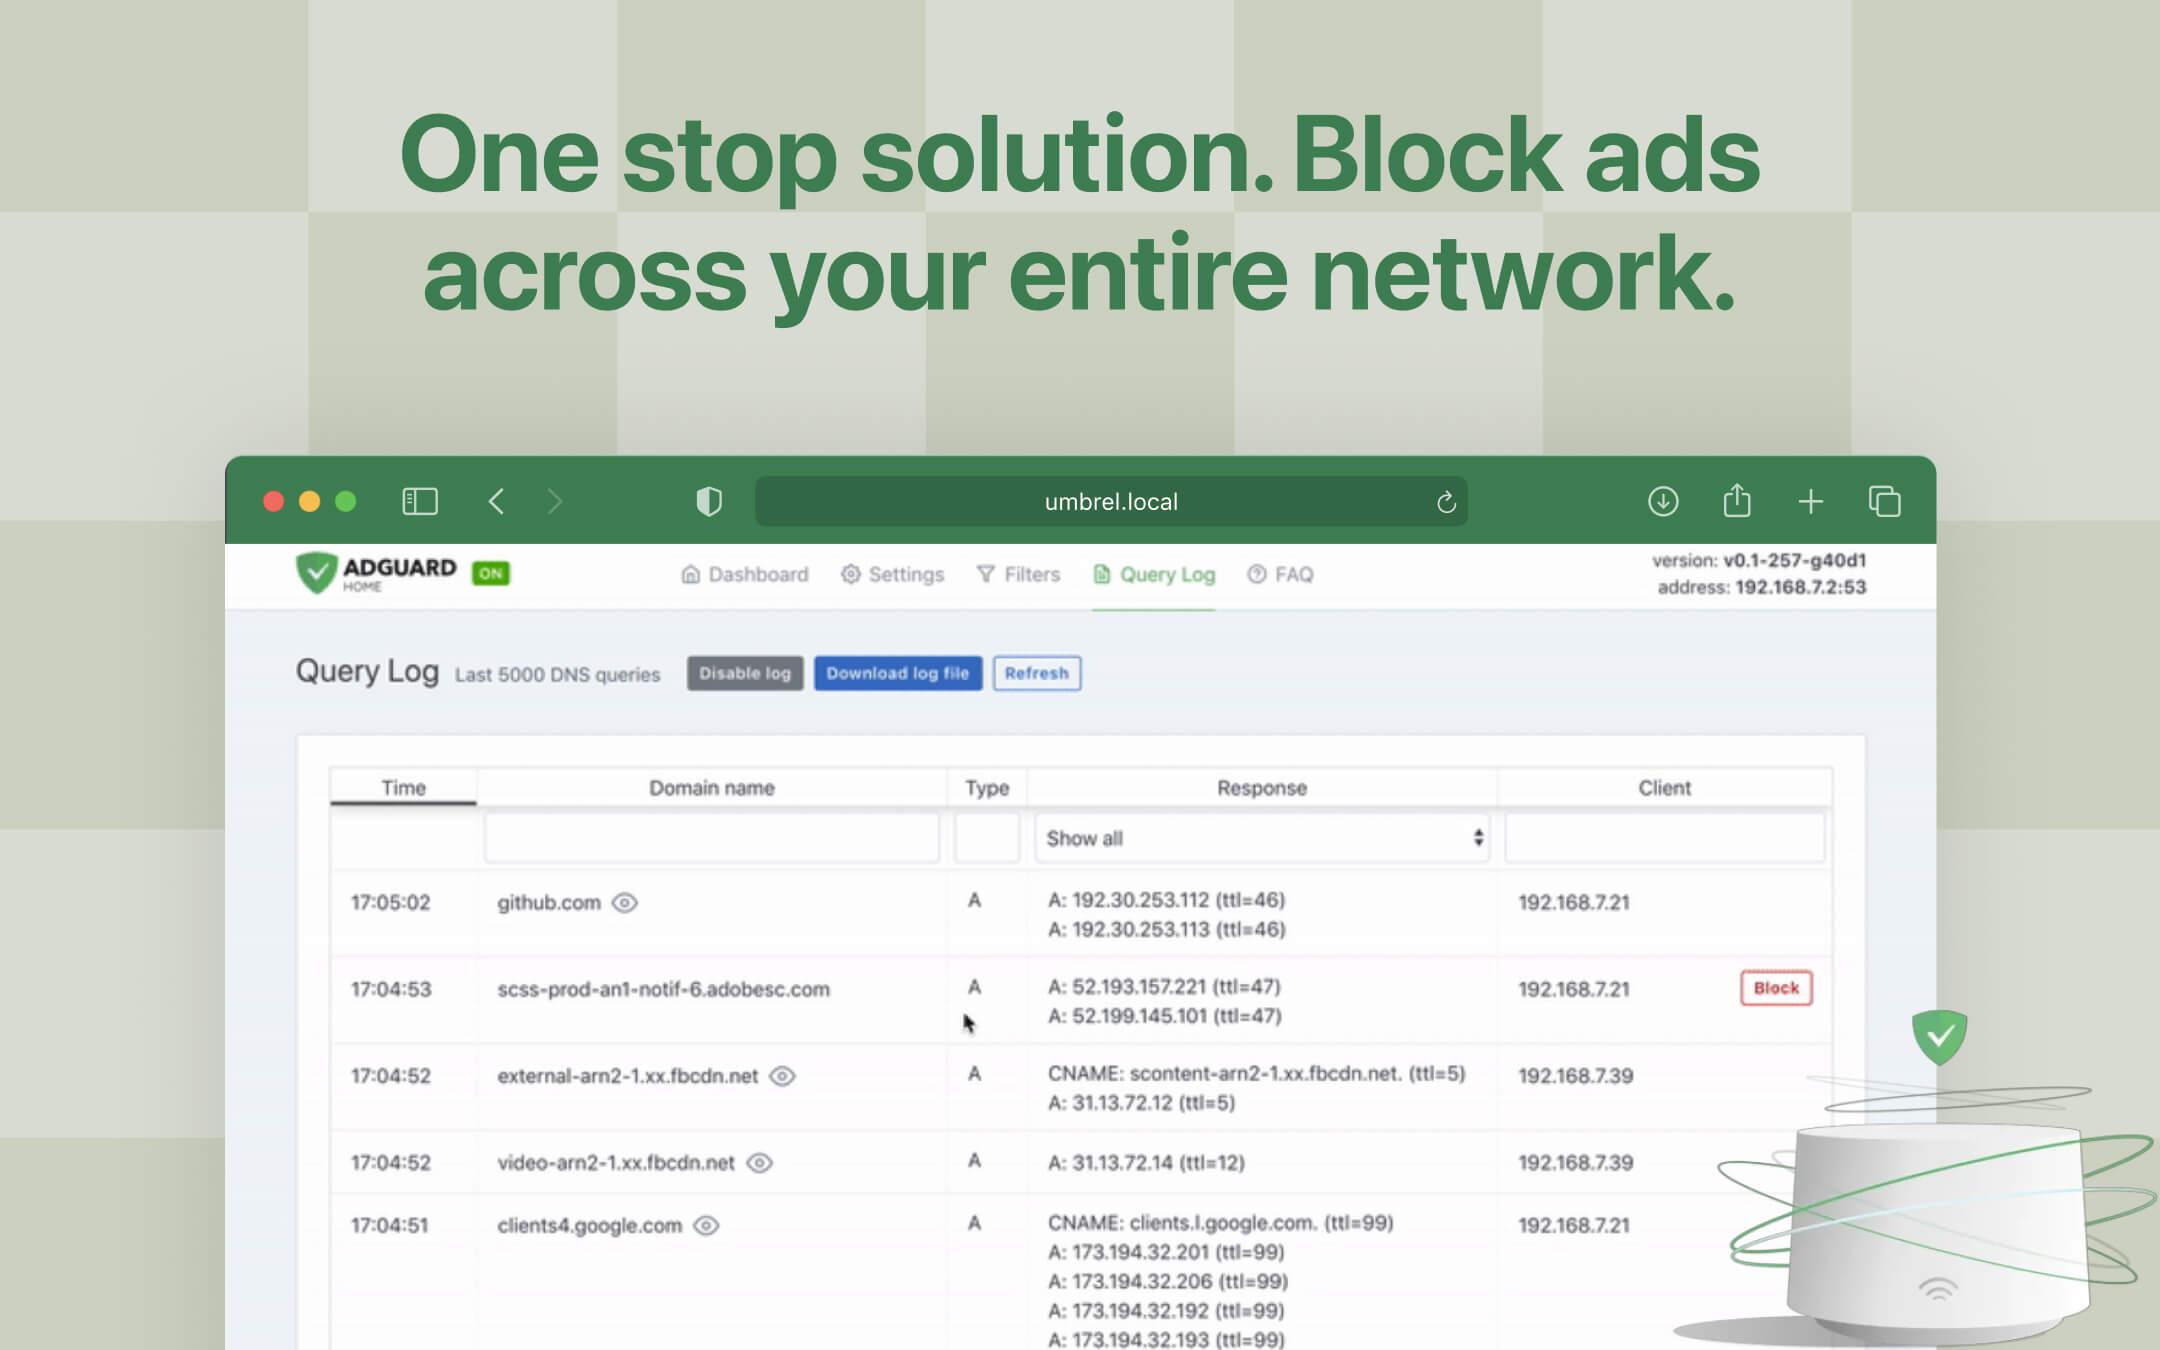 One stop solution. Block ads
across your entire network.
umbrel.local
ADGUARD
HOME
ON
Dashboard
Settings
Filters
Query Log
FAQ
version: v0.1-257-g40d1
address: 192.168.7.2:53
Query Log
Last 5000 DNS queries
Disable log
Download log file
Refresh
Time
Domain name
Type
Response
Client
Show all
17:05:02
github.com
A
A: 192.30.253.112 (ttl=46)
A: 192.30.253.113 (ttl=46)
192.168.7.21
17:04:53
scss-prod-an1-notif-6.adobesc.com
A
A: 52.193.157.221 (ttl=47)
A: 52.199.145.101 (ttl=47)
192.168.7.21
Block
17:04:52
external-arn2-1.xx.fbcdn.net
A
CNAME: scontent-arn2-1.xx.fbcdn.net. (ttl=5)
A: 31.13.72.12 (ttl=5)
192.168.7.39
17:04:52
video-arn2-1.xx.fbcdn.net
A
A: 31.13.72.14 (ttl=12)
192.168.7.39
17:04:51
clients4.google.com
A
CNAME: clients.l.google.com. (ttl=99)
A: 173.194.32.201 (ttl=99)
A: 173.194.32.206 (ttl=99)
A: 173.194.32.192 (ttl=99)
A: 173.194.32.193 (ttl=99)
192.168.7.21